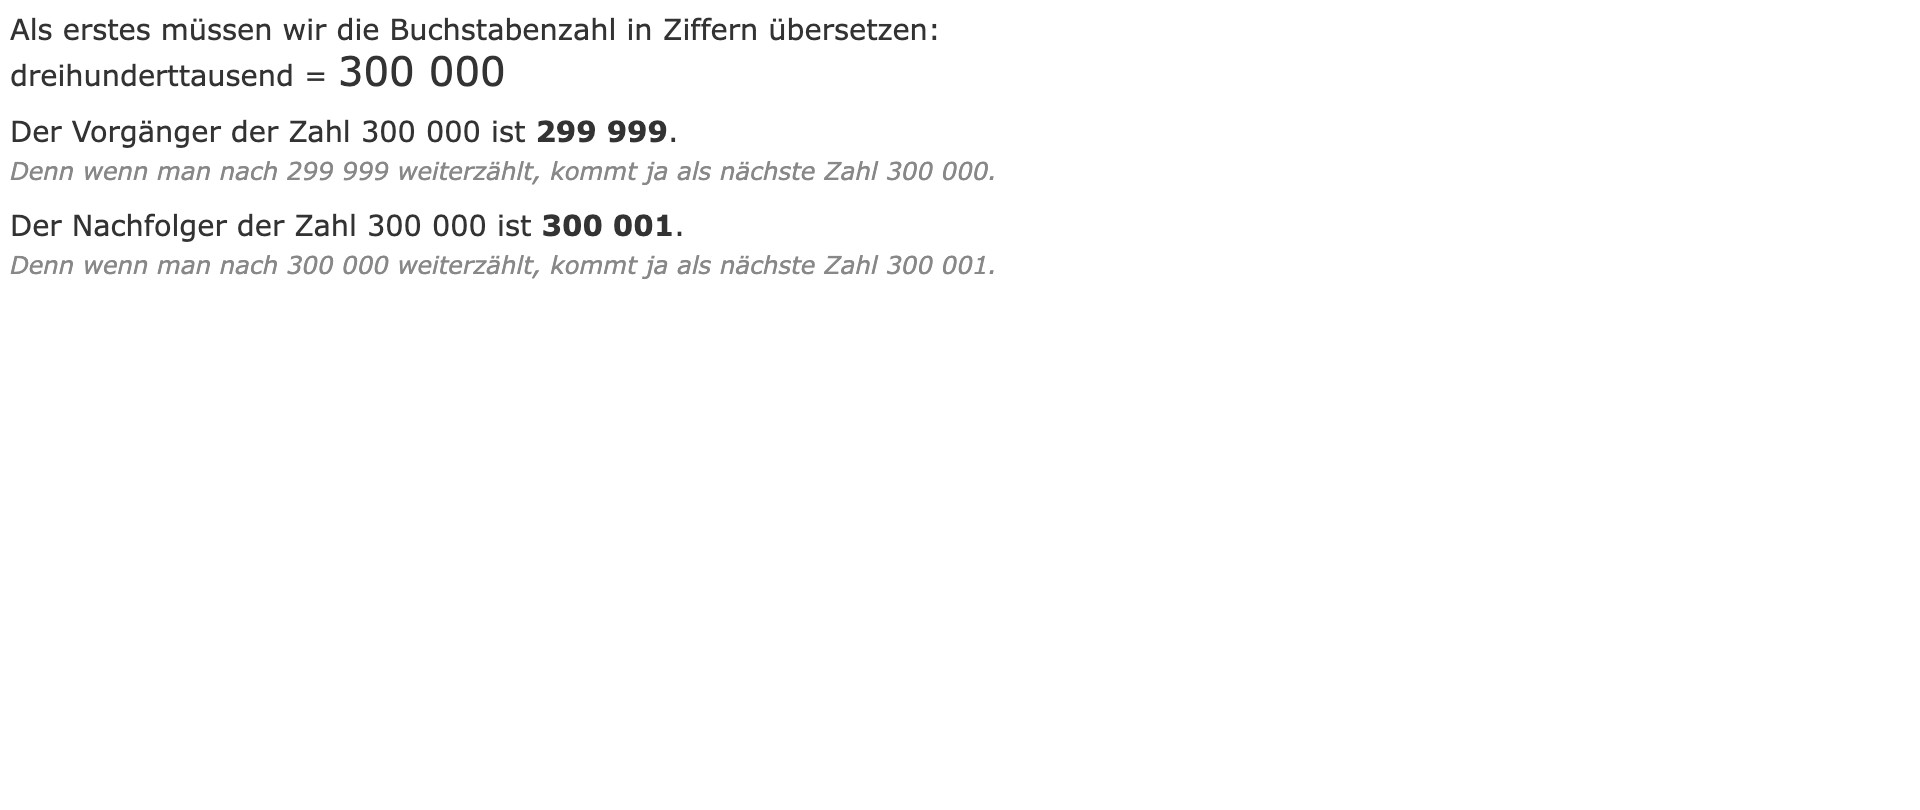 Als erstes müssen wir die Buchstabenzahl in Ziffern übersetzen:
dreihunderttausend = 300 000
Der Vorgänger der Zahl 300 000 ist 299 999.
Denn wenn man nach 299 999 weiterzählt, kommt ja als nächste Zahl 300 000.
Der Nachfolger der Zahl 300 000 ist 300 001.
Denn wenn man nach 300 000 weiterzählt, kommt ja als nächste Zahl 300 001.